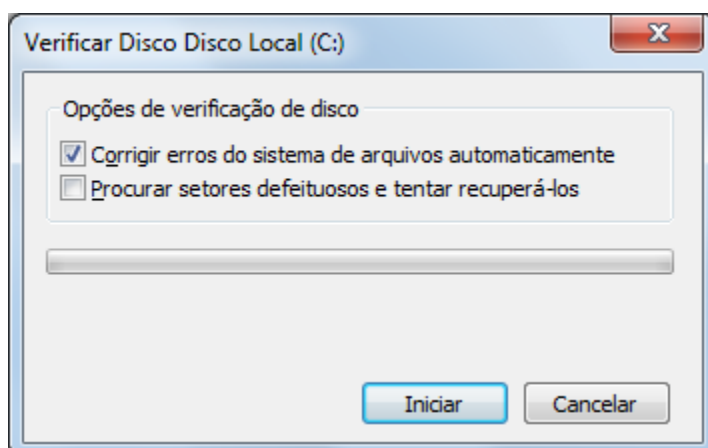 Verificar Disco Disco Local (C:)
Opções de verificação de disco
Corrigir erros do sistema de arquivos automaticamente
Procurar setores defeituosos e tentar recuperá-los
Iniciar
Cancelar